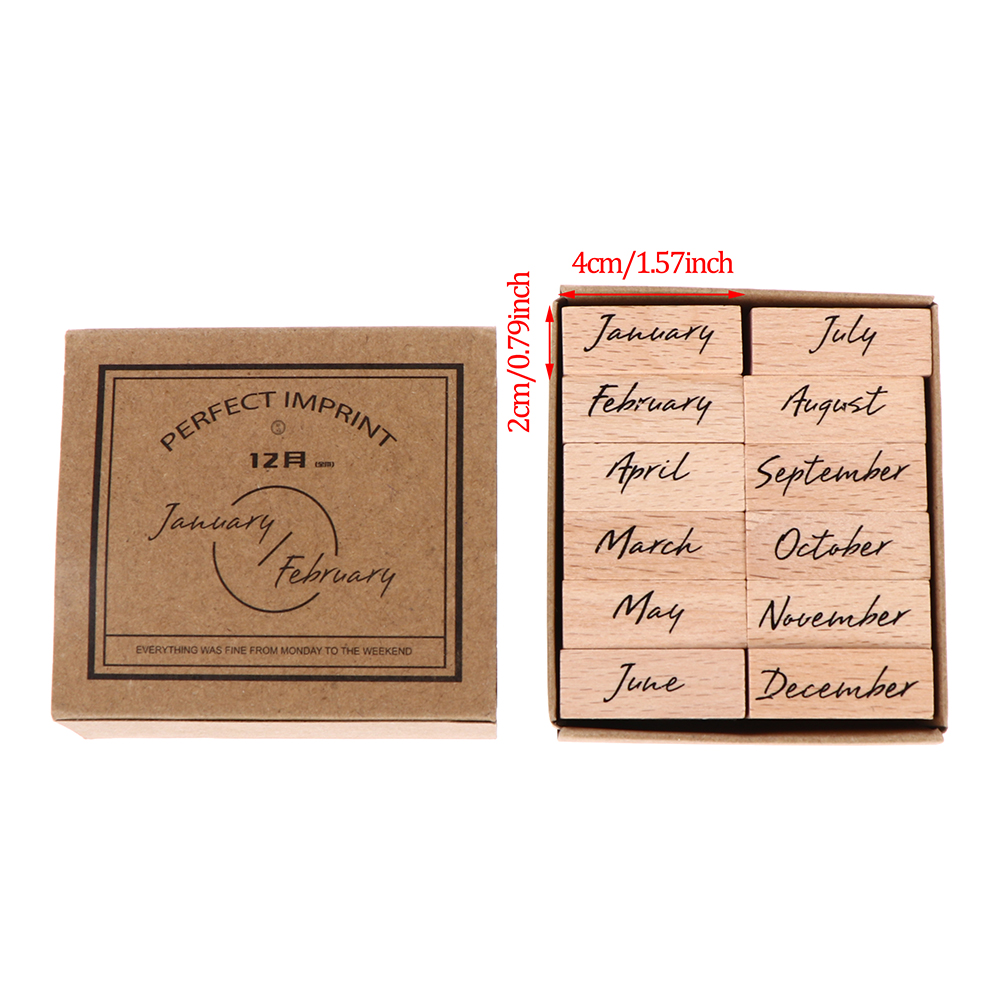 PERFECT IMPRINT
12月
January
/
February
EVERYTHING WAS FINE FROM MONDAY TO THE WEEKEND
4cm/1.57inch
2cm/0.79inch
January
February
April
March
May
June
July
August
September
October
November
December